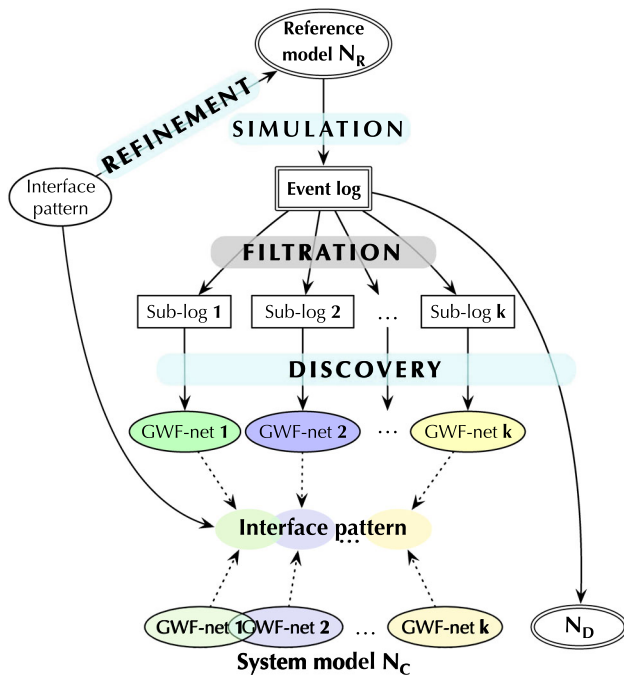 Reference
model N_R
REFINEMENT
SIMULATION
Interface
pattern
Event log
FILTRATION
Sub-log 1
Sub-log 2
...
Sub-log k
DISCOVERY
GWF-net 1
GWF-net 2
...
GWF-net k
Interface pattern
...
GWF-net 1
GWF-net 2
...
GWF-net k
N_D
System model N_C